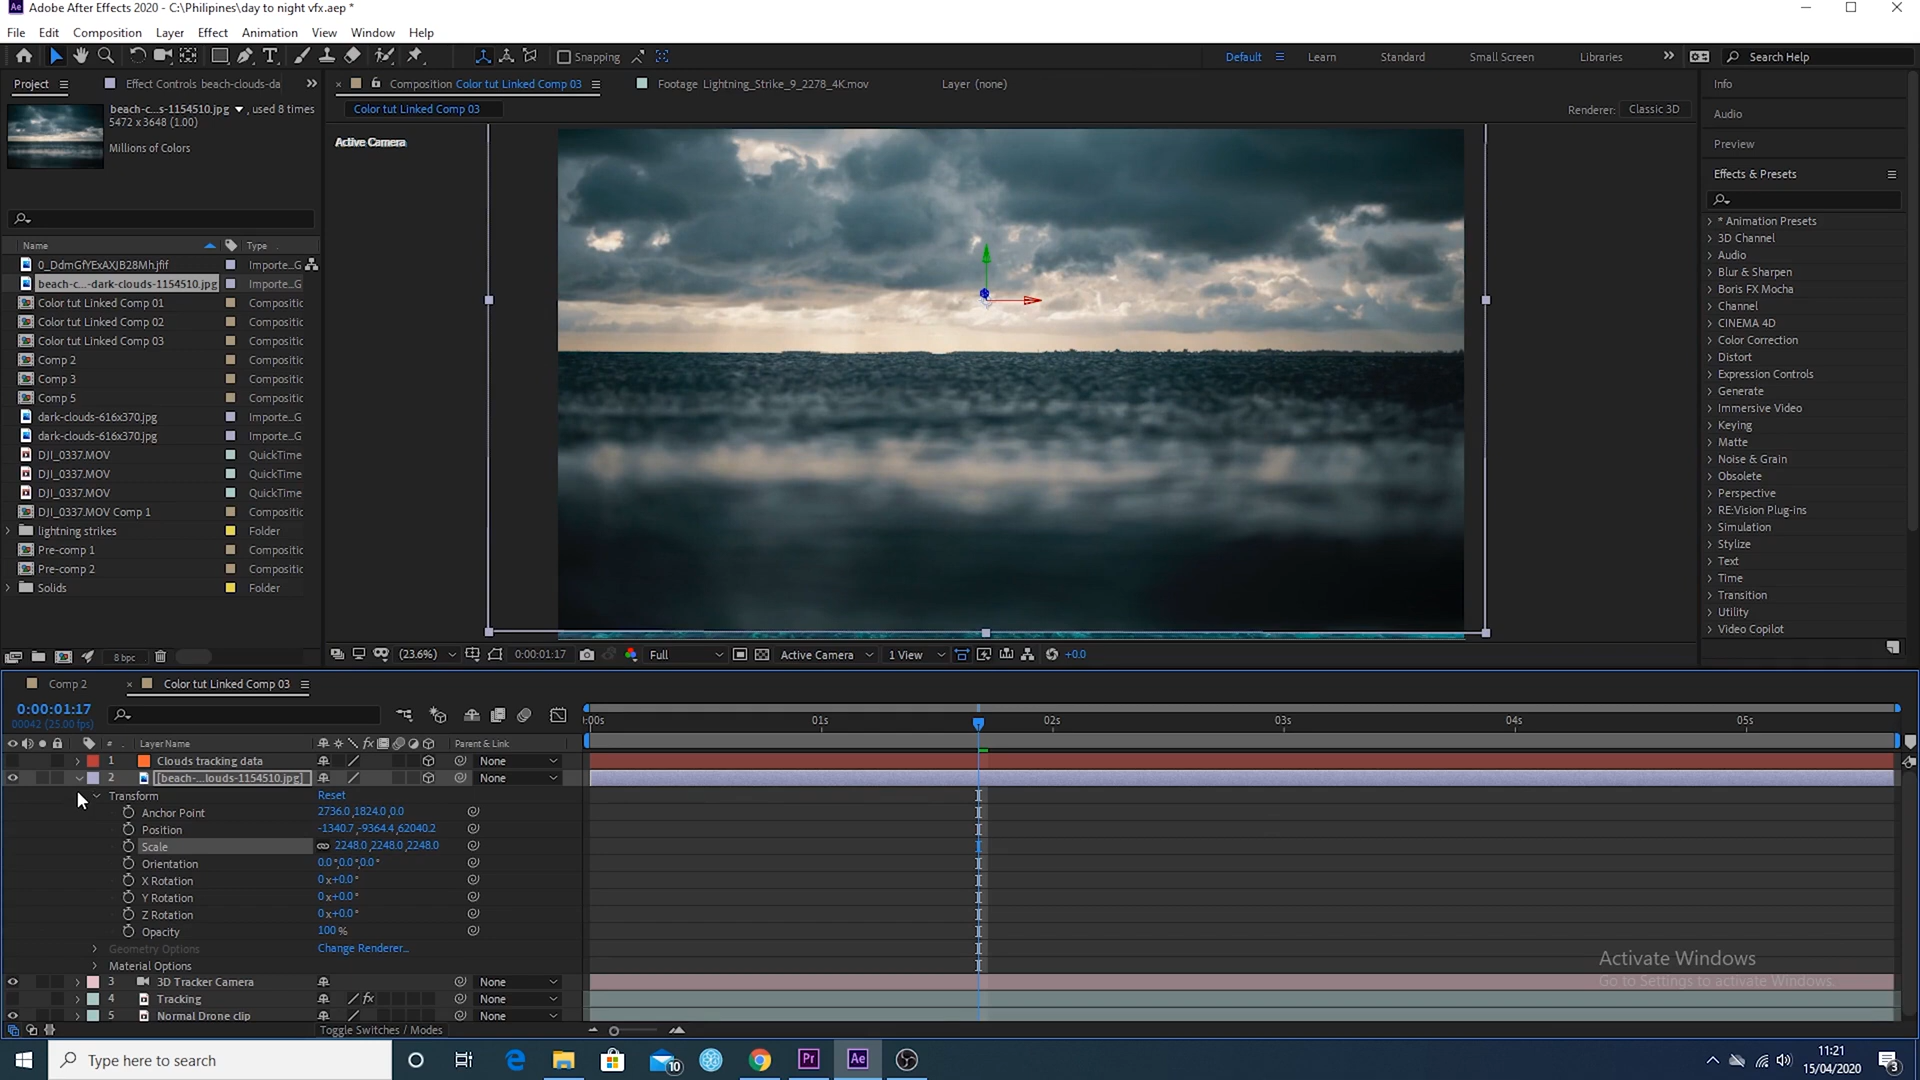 Adobe After Effects 2020 - C:\Philipines\day to night vfx.aep *
File Edit Composition Layer Effect Animation View Window Help
Snapping
Default Learn Standard Small Screen Libraries Search Help
Project Effect Controls beach-clouds-da
Composition Color tut Linked Comp 03 Footage Lightning_Strike_9_2278_4K.mov Layer (none)
Color tut Linked Comp 03
Renderer: Classic 3D
beach-c...s-1154510.jpg , used 8 times
5472 x 3648 (1.00)
Millions of Colors
Active Camera
Name Type
0_DdmGfYExAXJB28Mh.jfif Importe...G
beach-c...-dark-clouds-1154510.jpg Importe...G
Color tut Linked Comp 01 Compositic
Color tut Linked Comp 02 Compositic
Color tut Linked Comp 03 Compositic
Comp 2 Compositic
Comp 3 Compositic
Comp 5 Compositic
dark-clouds-616x370.jpg Importe...G
dark-clouds-616x370.jpg Importe...G
DJI_0337.MOV QuickTime
DJI_0337.MOV QuickTime
DJI_0337.MOV QuickTime
DJI_0337.MOV Comp 1 Compositic
lightning strikes Folder
Pre-comp 1 Compositic
Pre-comp 2 Compositic
Solids Folder
8 bpc
(23.6%) 0:00:01:17 Full Active Camera 1 View +0.0
Info
Audio
Preview
Effects & Presets
* Animation Presets
3D Channel
Audio
Blur & Sharpen
Boris FX Mocha
Channel
CINEMA 4D
Color Correction
Distort
Expression Controls
Generate
Immersive Video
Keying
Matte
Noise & Grain
Obsolete
Perspective
RE:Vision Plug-ins
Simulation
Stylize
Text
Time
Transition
Utility
Video Copilot
Comp 2 Color tut Linked Comp 03
0:00:01:17
00042 (25.00 fps)
:00s 01s 02s 03s 04s 05s
# Layer Name Parent & Link
1 Clouds tracking data None
2 [beach-...louds-1154510.jpg] None
Transform Reset
Anchor Point 2736.0,1824.0,0.0
Position -1340.7,-9364.4,62040.2
Scale 2248.0,2248.0,2248.0
Orientation 0.0°,0.0°,0.0°
X Rotation 0x+0.0°
Y Rotation 0x+0.0°
Z Rotation 0x+0.0°
Opacity 100%
Geometry Options Change Renderer...
Material Options
3 3D Tracker Camera None
4 Tracking None
5 Normal Drone clip None
Toggle Switches / Modes
Activate Windows
Go to Settings to activate Windows.
Type here to search
10
Pr
Ae
11:21
15/04/2020
3